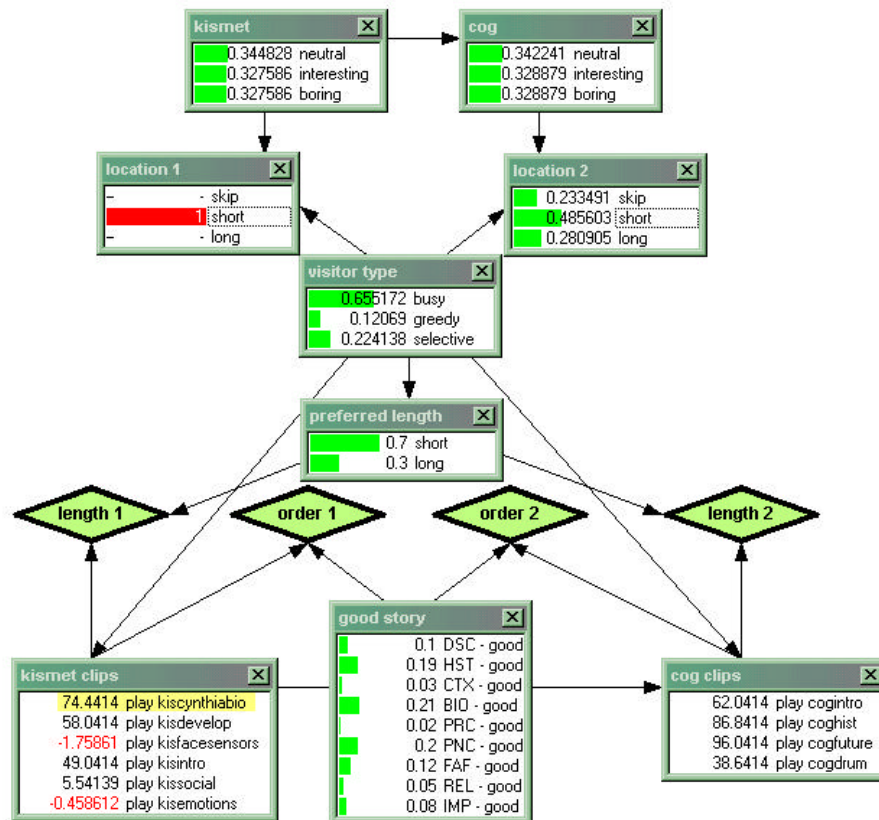 kismet
0.344828 neutral
0.327586 interesting
0.327586 boring
cog
0.342241 neutral
0.328879 interesting
0.328879 boring
location 1
- - skip
1 short
- - long
location 2
0.233491 skip
0.485603 short
0.280905 long
visitor type
0.655172 busy
0.12069 greedy
0.224138 selective
preferred length
0.7 short
0.3 long
length 1
order 1
order 2
length 2
kismet clips
74.4414 play kiscynthiabio
58.0414 play kisdevelop
-1.75861 play kisfacesensors
49.0414 play kisintro
5.54139 play kissocial
-0.458612 play kisemotions
good story
0.1 DSC - good
0.19 HST - good
0.03 CTX - good
0.21 BIO - good
0.02 PRC - good
0.2 PNC - good
0.12 FAF - good
0.05 REL - good
0.08 IMP - good
cog clips
62.0414 play cogintro
86.8414 play coghist
96.0414 play cogfuture
38.6414 play cogdrum